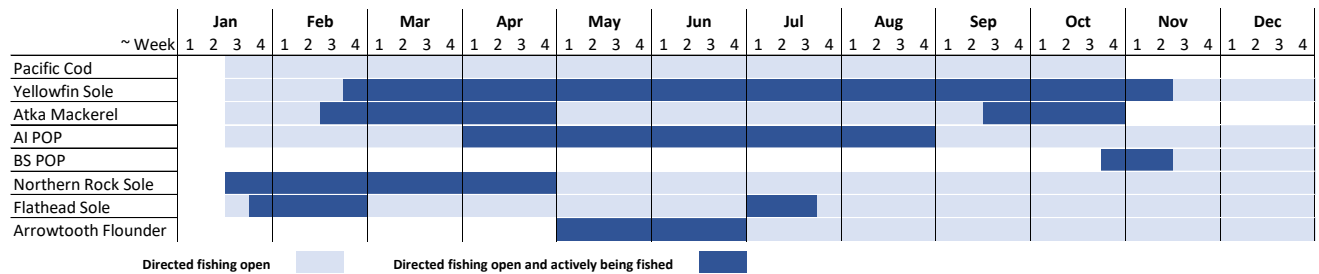 Jan Feb Mar Apr May Jun Jul Aug Sep Oct Nov Dec
~ Week 1 2 3 4 1 2 3 4 1 2 3 4 1 2 3 4 1 2 3 4 1 2 3 4 1 2 3 4 1 2 3 4 1 2 3 4 1 2 3 4 1 2 3 4 1 2 3 4
Pacific Cod
Yellowfin Sole
Atka Mackerel
AI POP
BS POP
Northern Rock Sole
Flathead Sole
Arrowtooth Flounder
Directed fishing open Directed fishing open and actively being fished